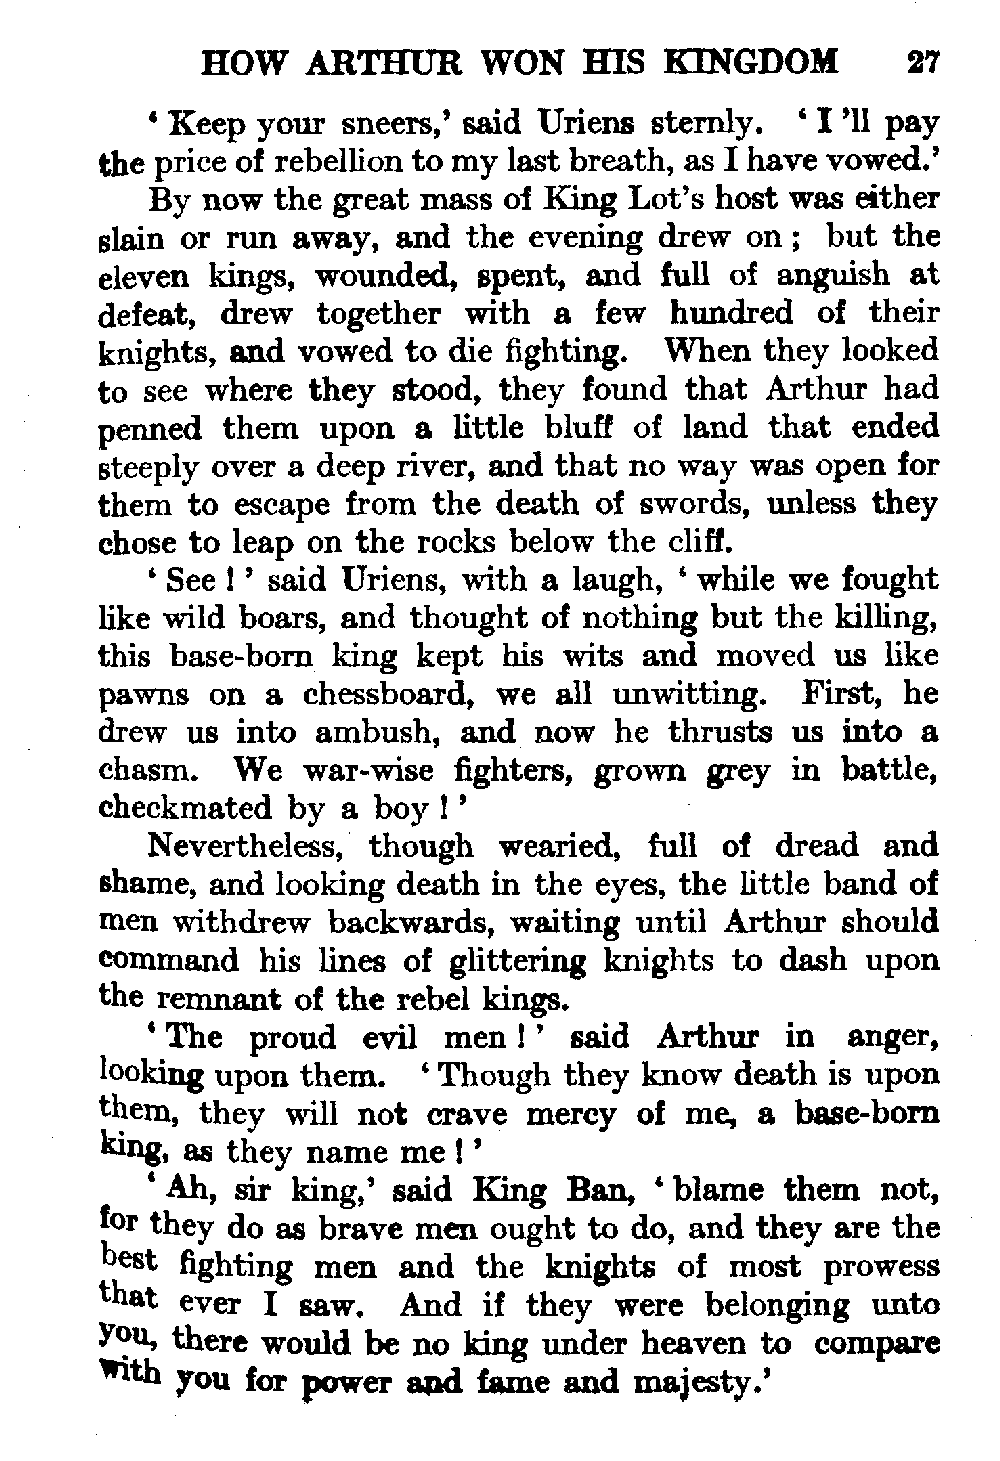 HOW ARTHUR WON HIS KINGDOM 27
‘ Keep your sneers,’ said Uriens sternly. ‘ I ’ll pay
the price of rebellion to my last breath, as I have vowed.’
By now the great mass of King Lot’s host was either
slain or run away, and the evening drew on ; but the
eleven kings, wounded, spent, and full of anguish at
defeat, drew together with a few hundred of their
knights, and vowed to die fighting. When they looked
to see where they stood, they found that Arthur had
penned them upon a little bluff of land that ended
steeply over a deep river, and that no way was open for
them to escape from the death of swords, unless they
chose to leap on the rocks below the cliff.
‘ See ! ’ said Uriens, with a laugh, ‘ while we fought
like wild boars, and thought of nothing but the killing,
this base-born king kept his wits and moved us like
pawns on a chessboard, we all unwitting. First, he
drew us into ambush, and now he thrusts us into a
chasm. We war-wise fighters, grown grey in battle,
checkmated by a boy ! ’
Nevertheless, though wearied, full of dread and
shame, and looking death in the eyes, the little band of
men withdrew backwards, waiting until Arthur should
command his lines of glittering knights to dash upon
the remnant of the rebel kings.
‘ The proud evil men ! ’ said Arthur in anger,
looking upon them. ‘ Though they know death is upon
them, they will not crave mercy of me, a base-born
king, as they name me ! ’
‘ Ah, sir king,’ said King Ban, ‘ blame them not,
for they do as brave men ought to do, and they are the
best fighting men and the knights of most prowess
that ever I saw. And if they were belonging unto
you, there would be no king under heaven to compare
with you for power and fame and majesty.’